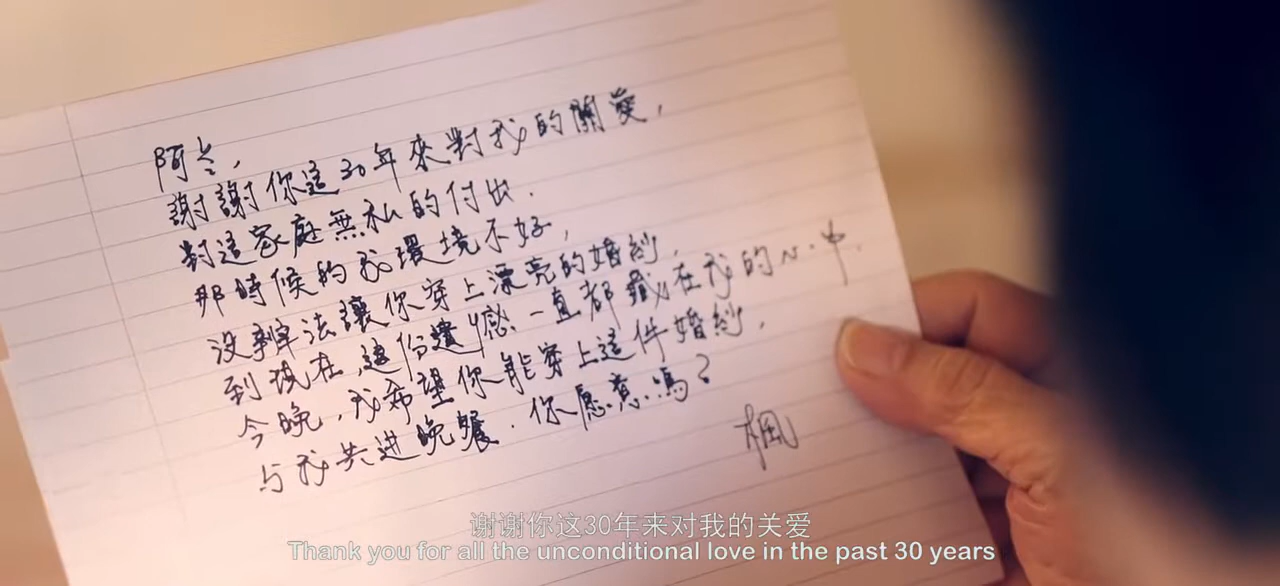 阿兰,
謝謝你這30年來對我的關愛,
對這家庭無私的付出.
那時候的我環境不好,
沒辦法讓你穿上漂亮的婚紗,
到現在,這份遺憾一直都藏在我的心中.
今晚,我希望你能穿上這件婚紗,
与我共进晚餐.你愿意嗎?
楓
谢谢你这30年来对我的关爱
Thank you for all the unconditional love in the past 30 years